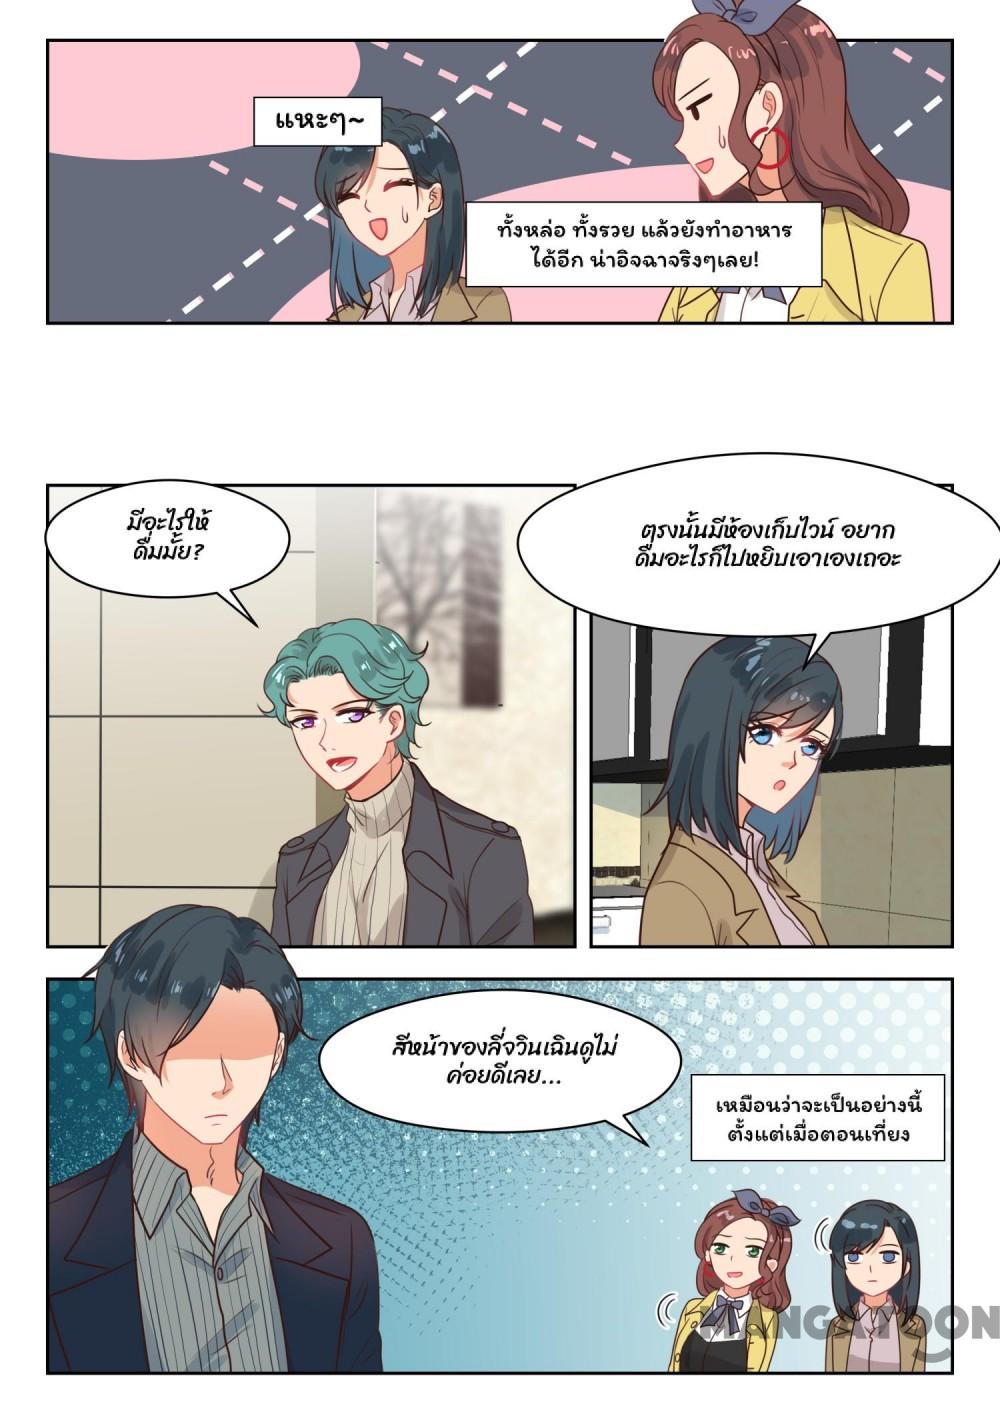 แหะๆ~
ทั้งหล่อ ทั้งรวย แล้วยังทำอาหาร
ได้อีก น่าอิจฉาจริงๆเลย!
มีอะไรให้
ดื่มมั้ย?
ตรงนั้นมีห้องเก็บไวน์ อยาก
ดื่มอะไรก็ไปหยิบเอาเองเถอะ
สีหน้าของลี่จวินเฉินดูไม่
ค่อยดีเลย...
เหมือนว่าจะเป็นอย่างนี้
ตั้งแต่เมื่อตอนเที่ยง
MANGATOON